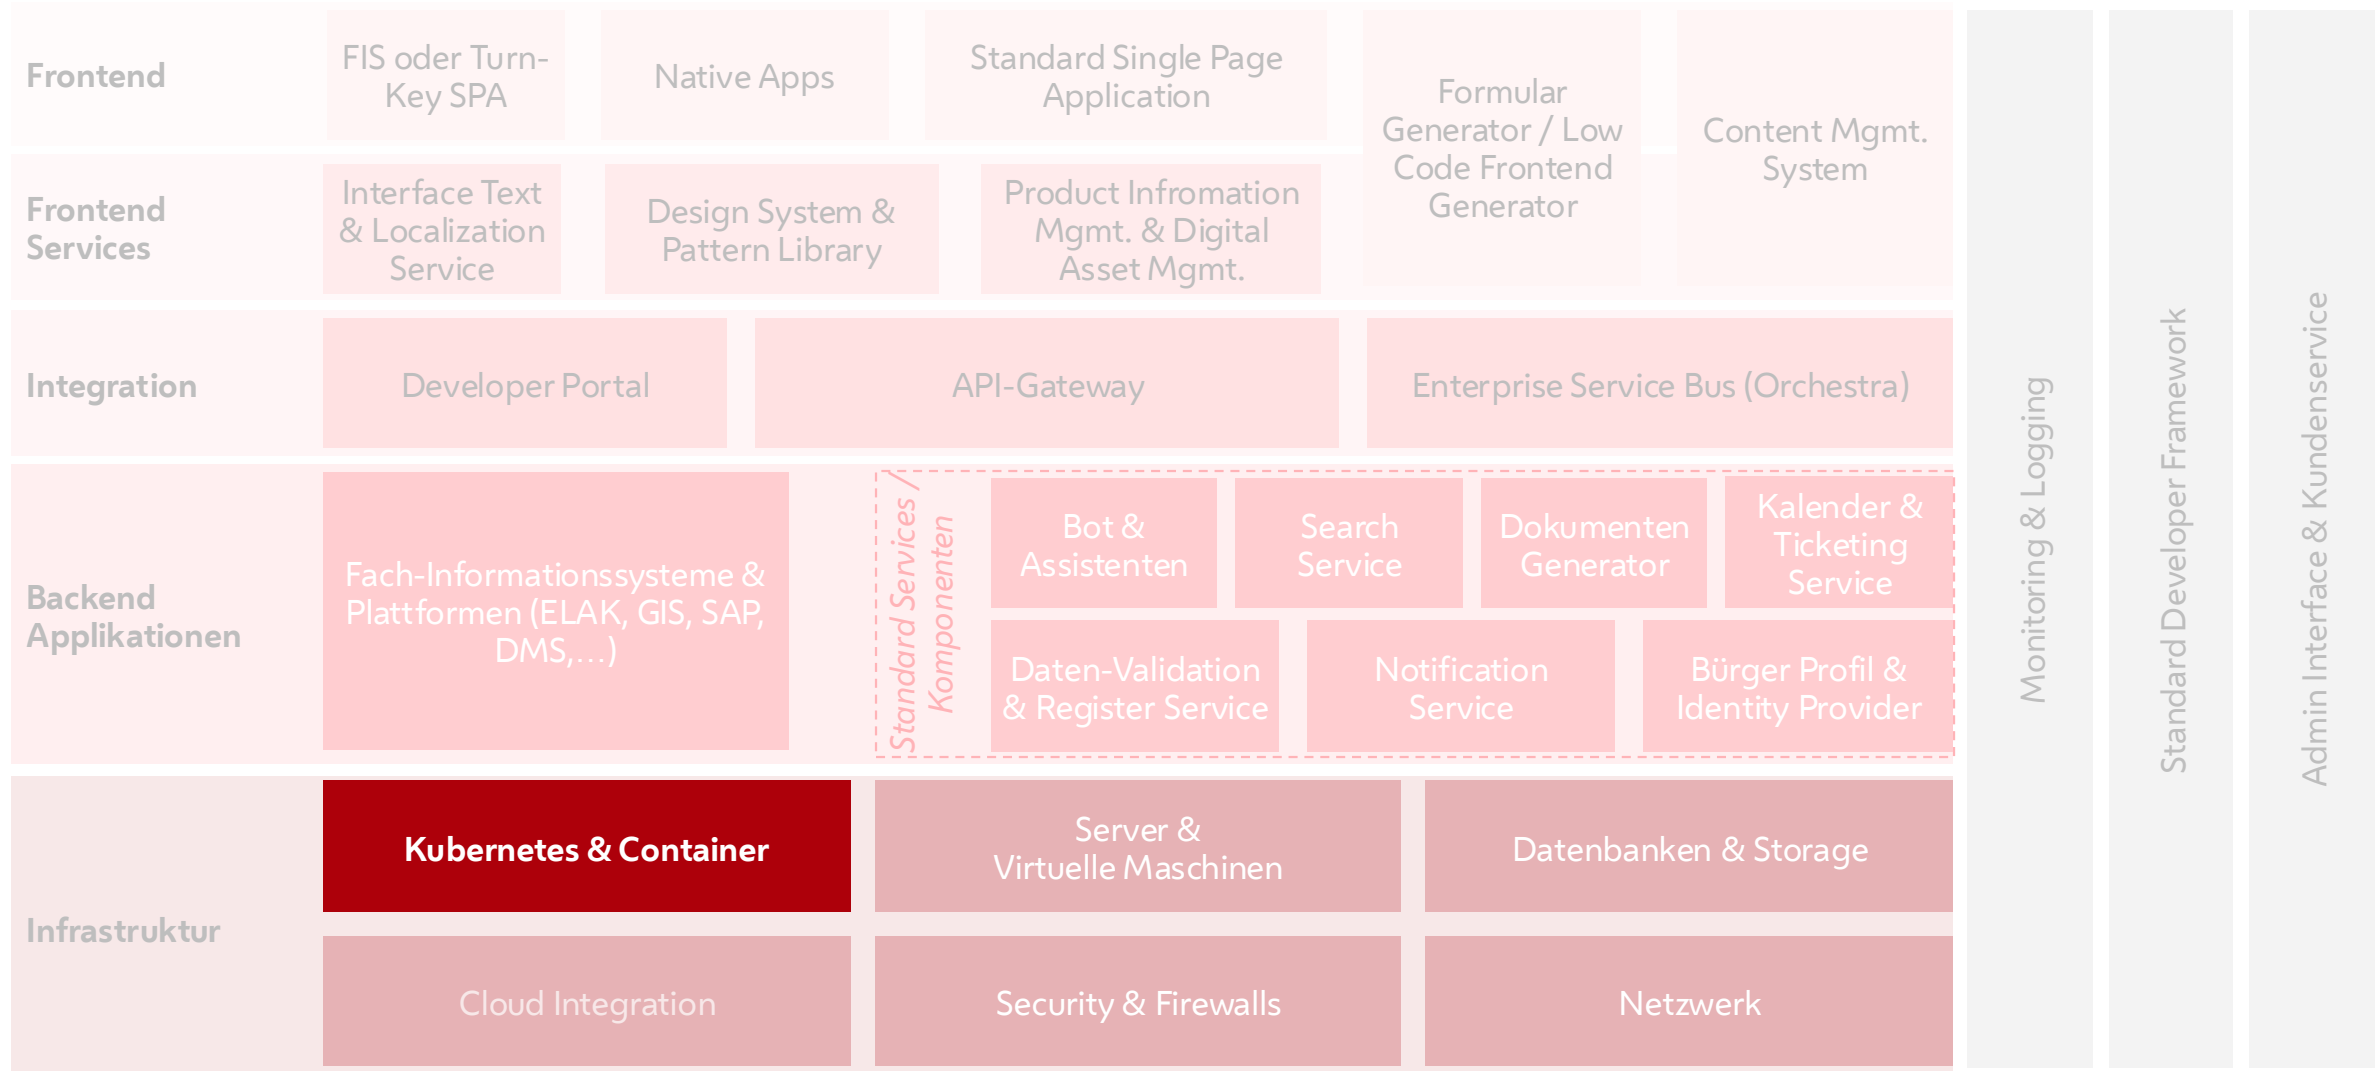 Frontend
FIS oder Turn-
Key SPA
Native Apps
Standard Single Page
Application
Formular
Generator / Low
Code Frontend
Generator
Content Mgmt.
System
Frontend
Services
Interface Text
& Localization
Service
Design System &
Pattern Library
Product Infromation
Mgmt. & Digital
Asset Mgmt.
Integration
Developer Portal
API-Gateway
Enterprise Service Bus (Orchestra)
Backend
Applikationen
Fach-Informationssysteme &
Plattformen (ELAK, GIS, SAP,
DMS,...)
Standard Services /
Komponenten
Bot &
Assistenten
Search
Service
Dokumenten
Generator
Kalender &
Ticketing
Service
Daten-Validation
& Register Service
Notification
Service
Bürger Profil &
Identity Provider
Infrastruktur
Kubernetes & Container
Server &
Virtuelle Maschinen
Datenbanken & Storage
Cloud Integration
Security & Firewalls
Netzwerk
Monitoring & Logging
Standard Developer Framework
Admin Interface & Kundenservice